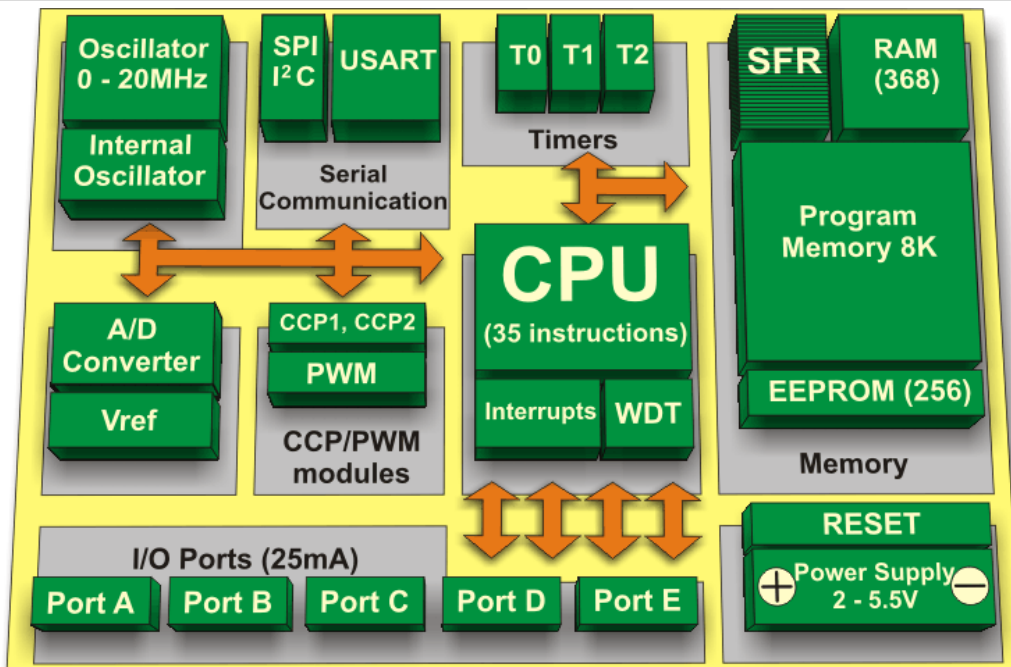 Oscillator
0 - 20MHz
Internal
Oscillator
SPI
I²C
USART
Serial
Communication
T0
T1
T2
Timers
SFR
RAM
(368)
Program
Memory 8K
EEPROM (256)
Memory
CPU
(35 instructions)
Interrupts
WDT
A/D
Converter
Vref
CCP1, CCP2
PWM
CCP/PWM
modules
I/O Ports (25mA)
Port A
Port B
Port C
Port D
Port E
RESET
+
Power Supply
2 - 5.5V
−